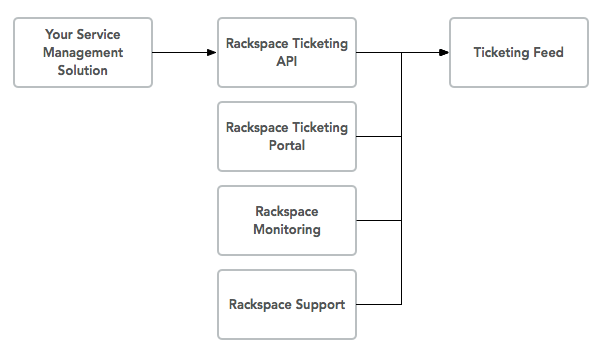 Your Service
Management
Solution
Rackspace Ticketing
API
Ticketing Feed
Rackspace Ticketing
Portal
Rackspace
Monitoring
Rackspace Support